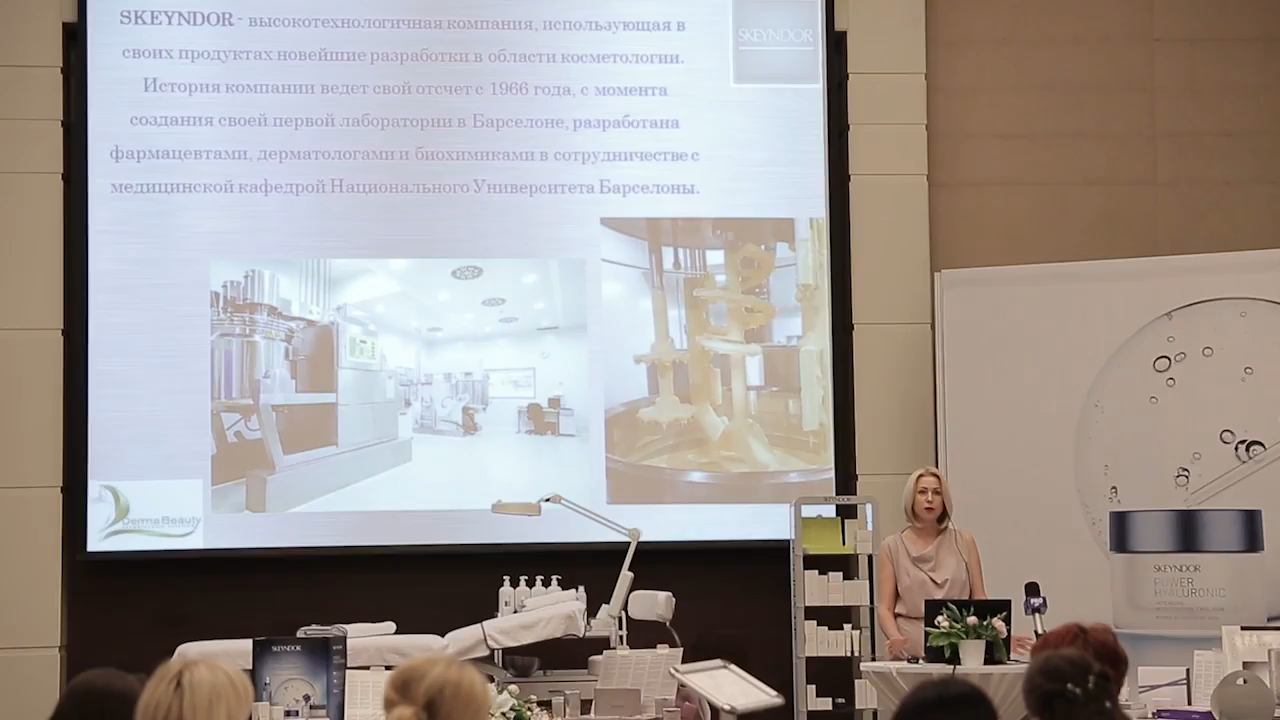 SKEYNDOR - высокотехнологичная компания, использующая в
своих продуктах новейшие разработки в области косметологии.
История компании ведет свой отсчет с 1966 года, с момента
создания своей первой лаборатории в Барселоне, разработана
фармацевтами, дерматологами и биохимиками в сотрудничестве с
медицинской кафедрой Национального Университета Барселоны.
SKEYNDOR
Derma Beauty
SKEYNDOR
SKEYNDOR
POWER
HYALURONIC
SKEYNDOR